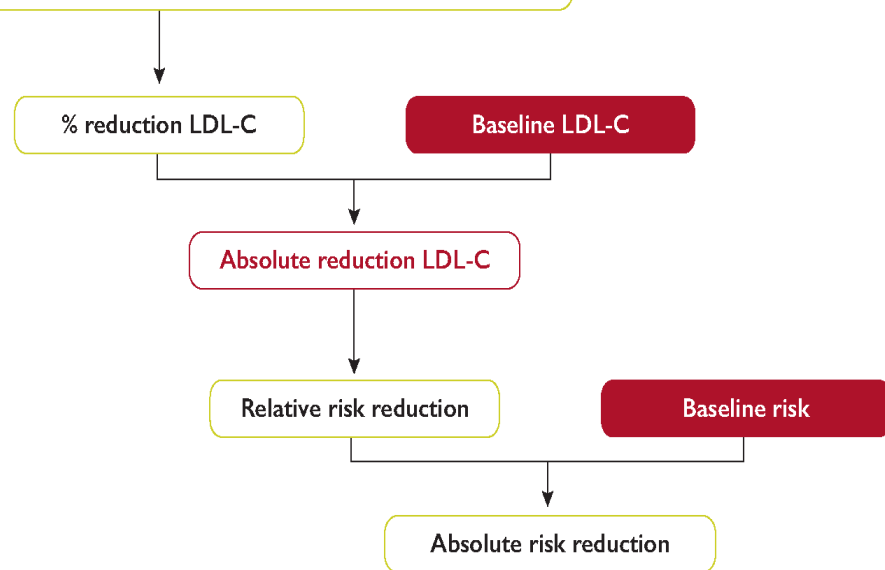 % reduction LDL-C
Baseline LDL-C
Absolute reduction LDL-C
Relative risk reduction
Baseline risk
Absolute risk reduction